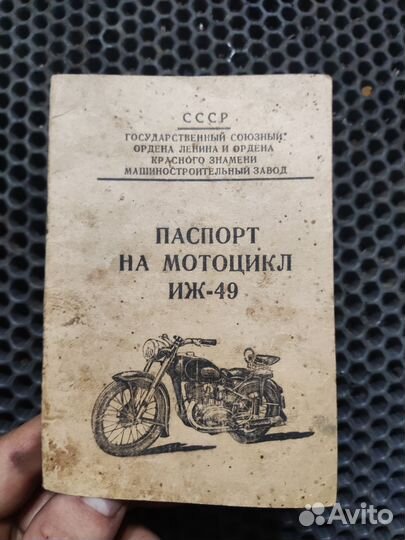 СССР
ГОСУДАРСТВЕННЫЙ СОЮЗНЫЙ
ОРДЕНА ЛЕНИНА И ОРДЕНА
КРАСНОГО ЗНАМЕНИ
МАШИНОСТРОИТЕЛЬНЫЙ ЗАВОД
ПАСПОРТ
НА МОТОЦИКЛ
ИЖ-49
Avito